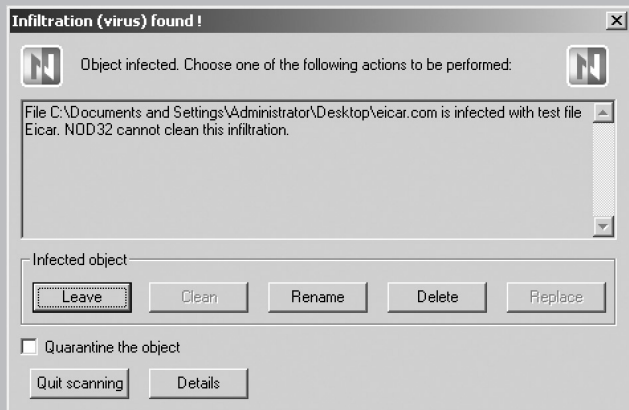 Infiltration (virus) found !
Object infected. Choose one of the following actions to be performed:
File C:\Documents and Settings\Administrator\Desktop\eicar.com is infected with test file
Eicar. NOD32 cannot clean this infiltration.
Infected object
Leave
Clean
Rename
Delete
Replace
Quarantine the object
Quit scanning
Details